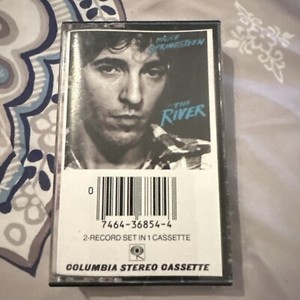 BRUCE
SPRINGSTEEN
THE
RIVER
0
7464-36854-4
2-RECORD SET IN 1 CASSETTE
COLUMBIA STEREO CASSETTE